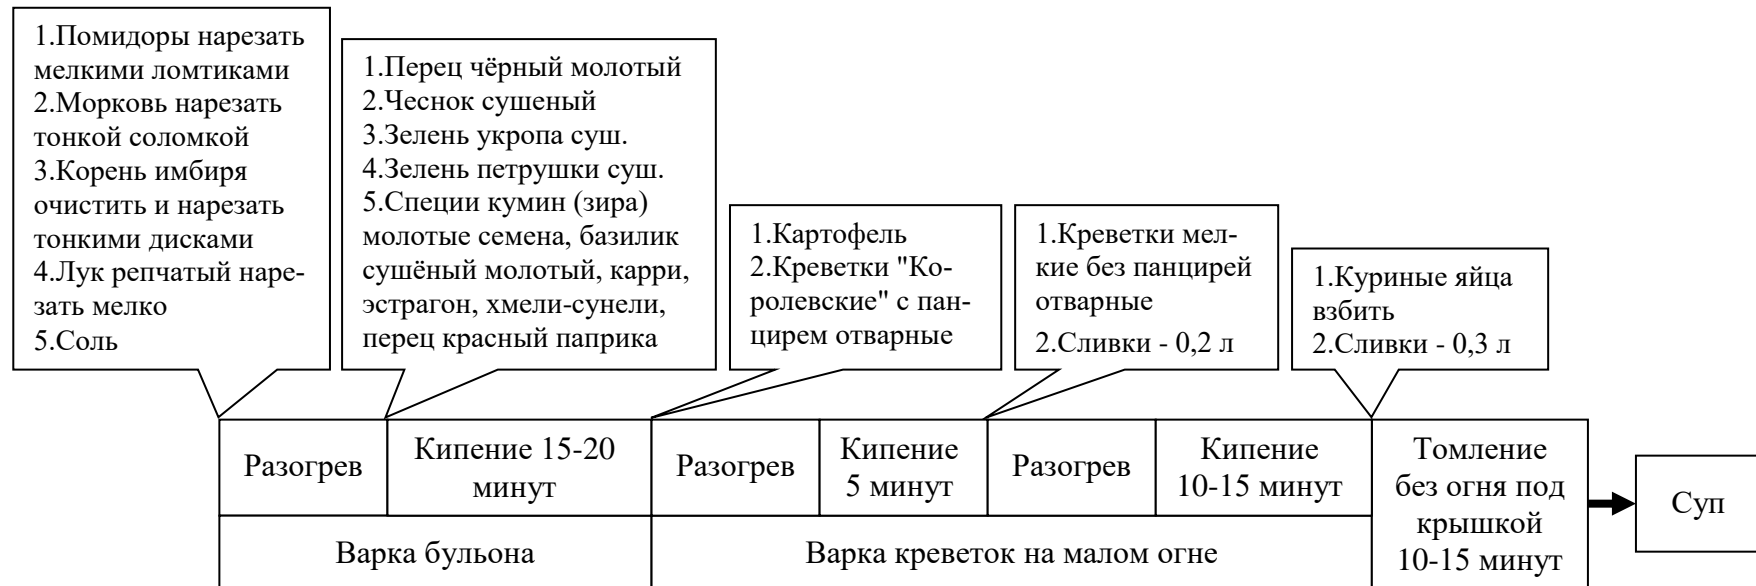 1.Помидоры нарезать
мелкими ломтиками
2.Морковь нарезать
тонкой соломкой
3.Корень имбиря
очистить и нарезать
тонкими дисками
4.Лук репчатый наре-
зать мелко
5.Соль
1.Перец чёрный молотый
2.Чеснок сушеный
3.Зелень укропа суш.
4.Зелень петрушки суш.
5.Специи кумин (зира)
молотые семена, базилик
сушёный молотый, карри,
эстрагон, хмели-сунели,
перец красный паприка
1.Картофель
2.Креветки "Ко-
ролевские" с пан-
цирем отварные
1.Креветки мел-
кие без панцирей
отварные
2.Сливки - 0,2 л
1.Куриные яйца
взбить
2.Сливки - 0,3 л
Разогрев
Кипение 15-20
минут
Разогрев
Кипение
5 минут
Разогрев
Кипение
10-15 минут
Томление
без огня под
крышкой
10-15 минут
Суп
Варка бульона
Варка креветок на малом огне